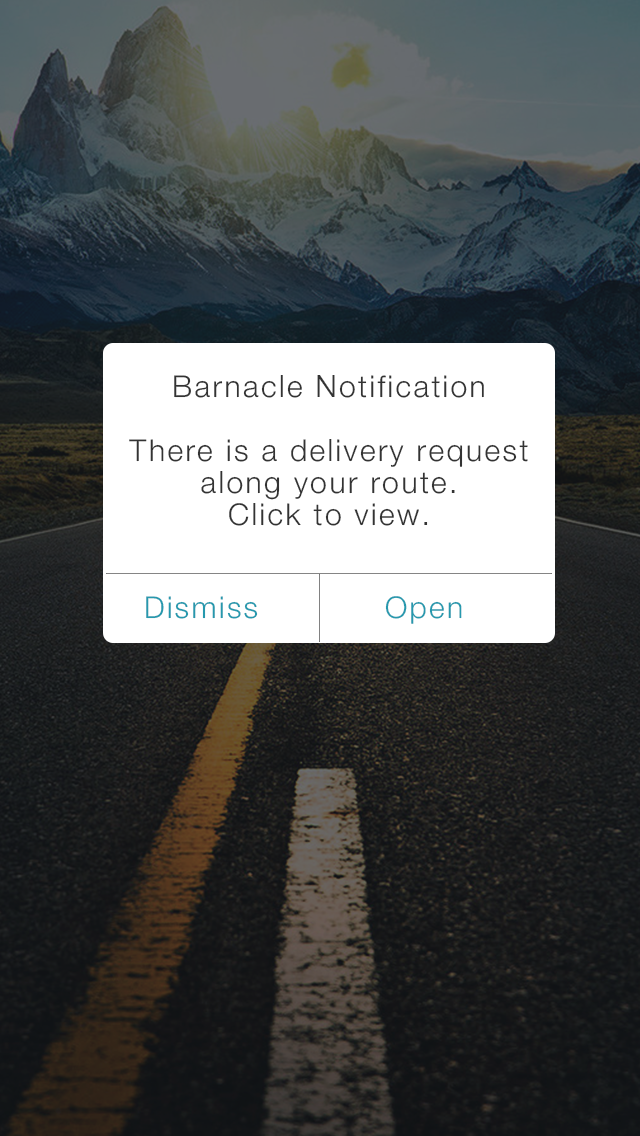 Barnacle Notification
There is a delivery request
along your route.
Click to view.
Dismiss
Open